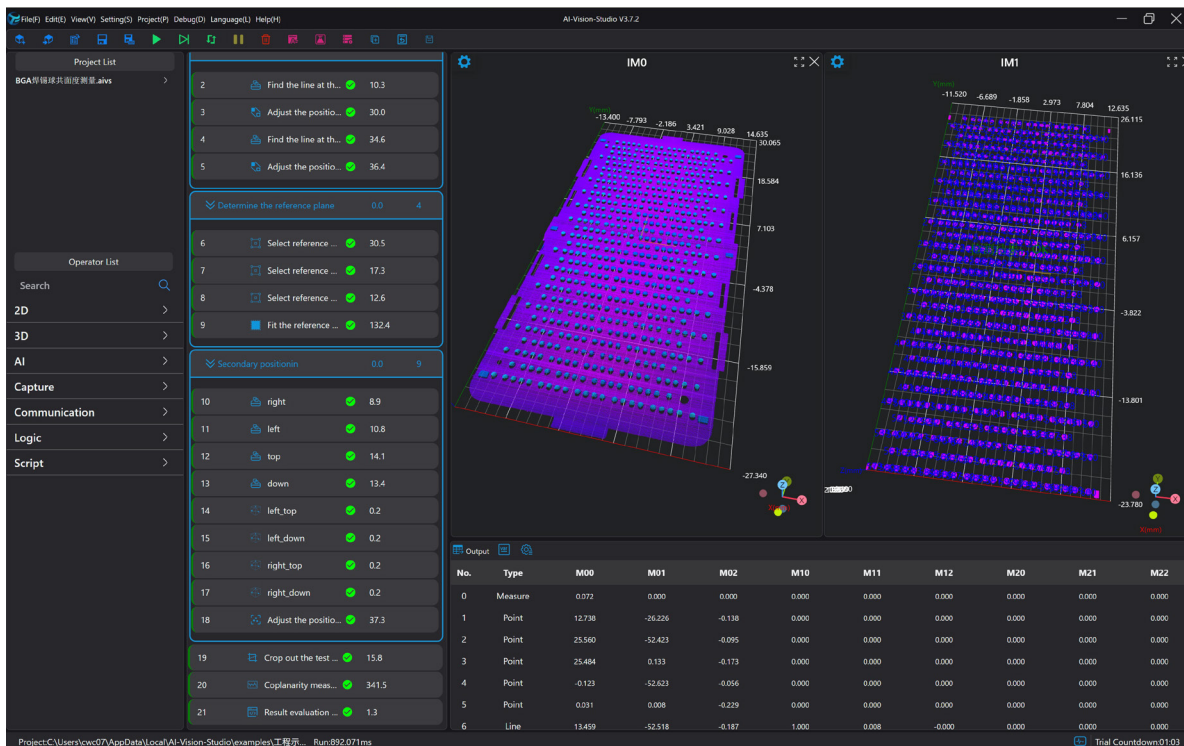 File(F) Edit(E) View(V) Setting(S) Project(P) Debug(D) Language(L) Help(H)
AI-Vision-Studio V3.7.2
Project List
BGA焊锡球共面度测量.aivs
Operator List
Search
2D
3D
AI
Capture
Communication
Logic
Script
2 Find the line at th... 10.3
3 Adjust the positio... 30.0
4 Find the line at th... 34.6
5 Adjust the positio... 36.4
Determine the reference plane 0.0 4
6 Select reference ... 30.5
7 Select reference ... 17.3
8 Select reference ... 12.6
9 Fit the reference ... 132.4
Secondary positionin 0.0 9
10 right 8.9
11 left 10.8
12 top 14.1
13 down 13.4
14 left_top 0.2
15 left_down 0.2
16 right_top 0.2
17 right_down 0.2
18 Adjust the positio... 37.3
19 Crop out the test ... 15.8
20 Coplanarity meas... 341.5
21 Result evaluation ... 1.3
IM0
Y(mm)
-13.400 -7.793 -2.186 3.421 9.028 14.635
30.065
18.584
7.103
-4.378
-15.859
-27.340
Z
X
IM1
Y(mm)
-11.520 -6.689 -1.858 2.973 7.804 12.635
26.115
16.136
6.157
-3.822
-13.801
-23.780
Y
Z
X
X(mm)
Output
No. Type M00 M01 M02 M10 M11 M12 M20 M21 M22
0 Measure 0.072 0.000 0.000 0.000 0.000 0.000 0.000 0.000 0.000
1 Point 12.738 -26.226 -0.138 0.000 0.000 0.000 0.000 0.000 0.000
2 Point 25.560 -52.423 -0.095 0.000 0.000 0.000 0.000 0.000 0.000
3 Point 25.484 0.133 -0.173 0.000 0.000 0.000 0.000 0.000 0.000
4 Point -0.123 -52.623 -0.056 0.000 0.000 0.000 0.000 0.000 0.000
5 Point 0.031 0.008 -0.229 0.000 0.000 0.000 0.000 0.000 0.000
6 Line 13.459 -52.518 -0.187 1.000 0.008 -0.000 0.000 0.000 0.000
Project:C\Users\cwc07\AppData\Local\AI-Vision-Studio\examples\工程示... Run:892.071ms
Trial Countdown:01:03